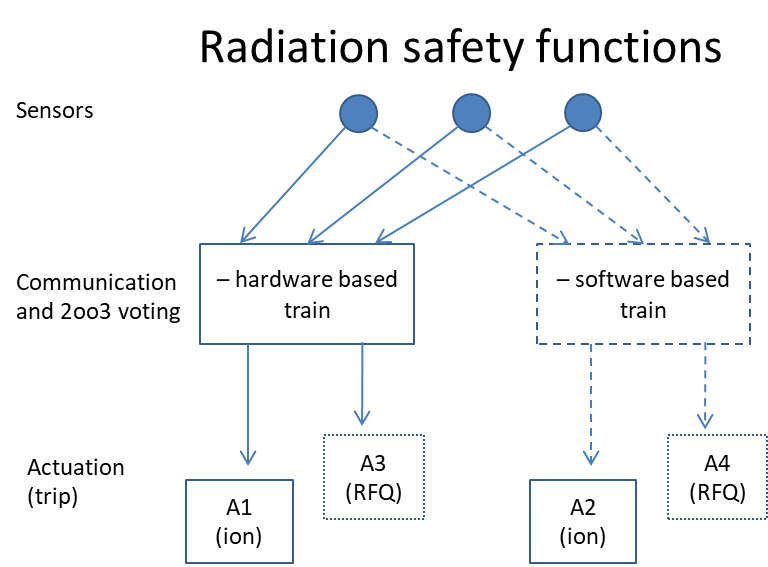 Radiation safety functions
Sensors
Communication
and 2oo3 voting
– hardware based
train
– software based
train
Actuation
(trip)
A3
(RFQ)
A4
(RFQ)
A1
(ion)
A2
(ion)